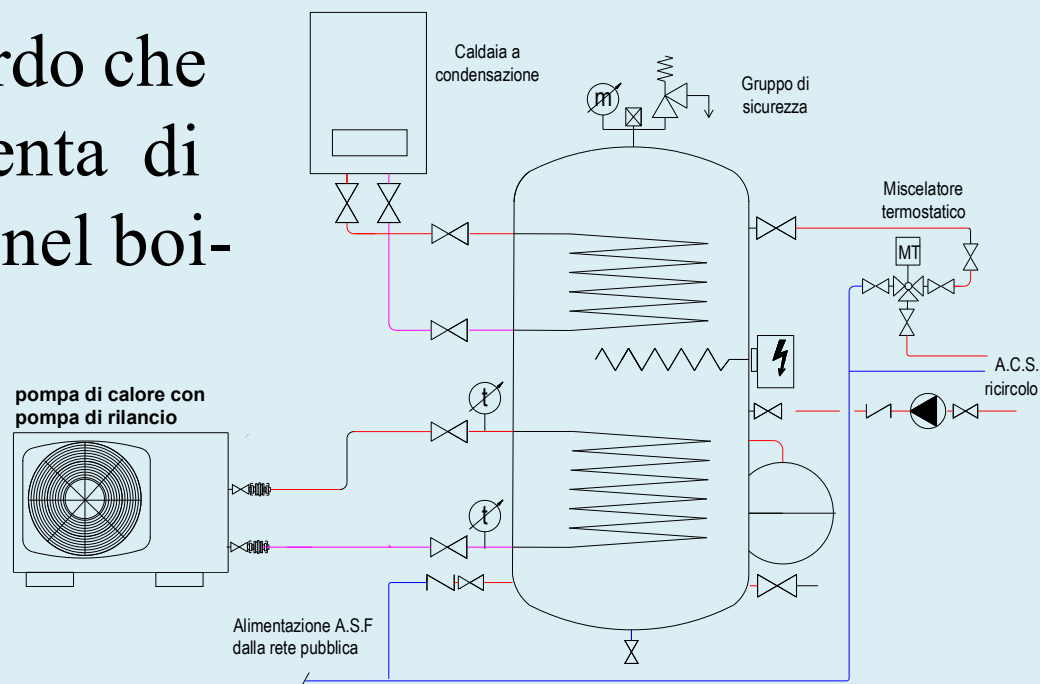 rdo che
enta di
nel boi-
Caldaia a
condensazione
m
Gruppo di
sicurezza
Miscelatore
termostatico
MT
A.C.S.
ricircolo
pompa di calore con
pompa di rilancio
t
t
Alimentazione A.S.F
dalla rete pubblica